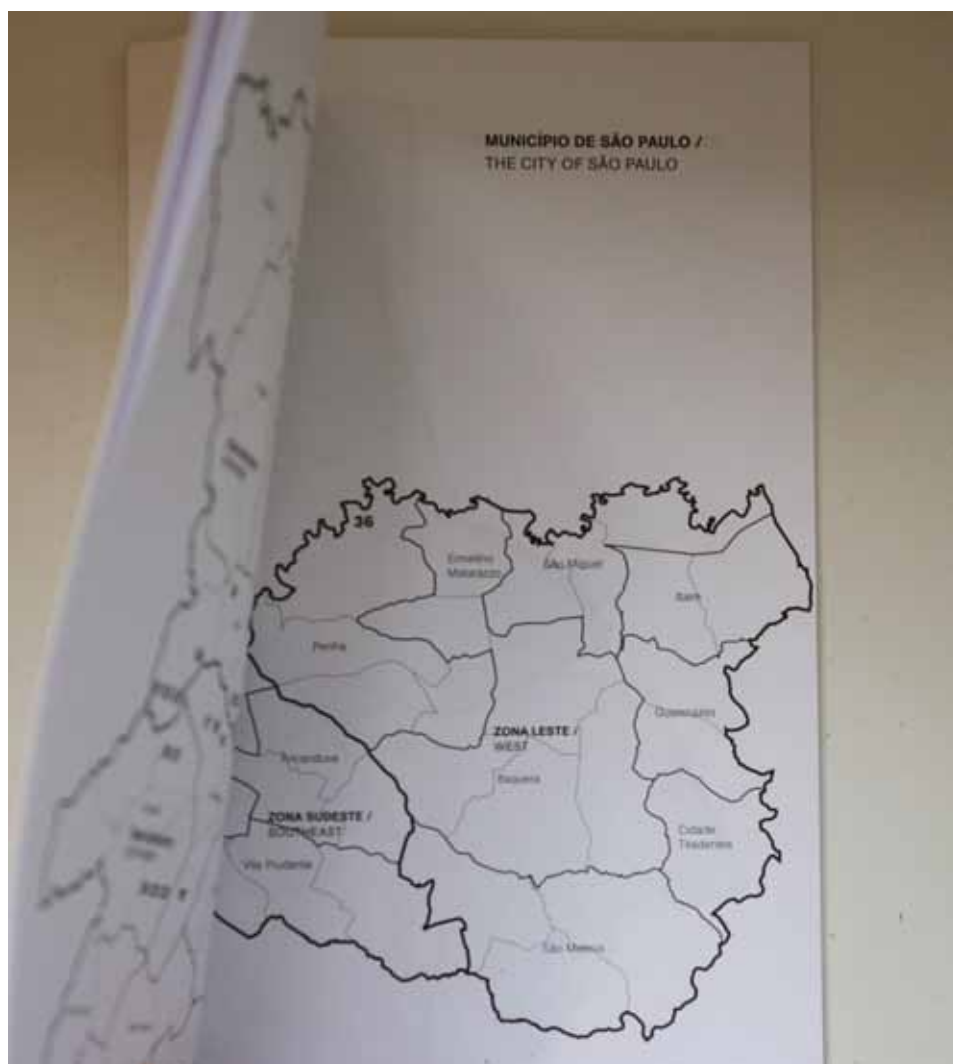 MUNICÍPIO DE SÃO PAULO /
THE CITY OF SÃO PAULO
36
Ermelino
Matarazzo
São Miguel
Itaim
Penha
Guaianazes
ZONA LESTE /
WEST
Aricanduva
Itaquera
ZONA SUDESTE /
SOUTHEAST
Cidade
Tiradentes
Vila Prudente
São Mateus